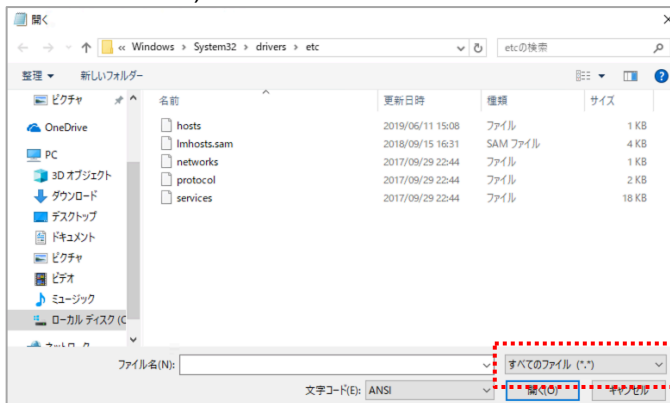 開く
« Windows › System32 › drivers › etc
etcの検索
整理 ▼ 新しいフォルダー
ピクチャ
OneDrive
PC
3D オブジェクト
ダウンロード
デスクトップ
ドキュメント
ピクチャ
ビデオ
ミュージック
ローカル ディスク (C
名前 更新日時 種類 サイズ
hosts 2019/06/11 15:08 ファイル 1 KB
lmhosts.sam 2018/09/15 16:31 SAM ファイル 4 KB
networks 2017/09/29 22:44 ファイル 1 KB
protocol 2017/09/29 22:44 ファイル 2 KB
services 2017/09/29 22:44 ファイル 18 KB
ファイル名(N): すべてのファイル (*.*)
文字コード(E): ANSI 開く(O) キャンセル